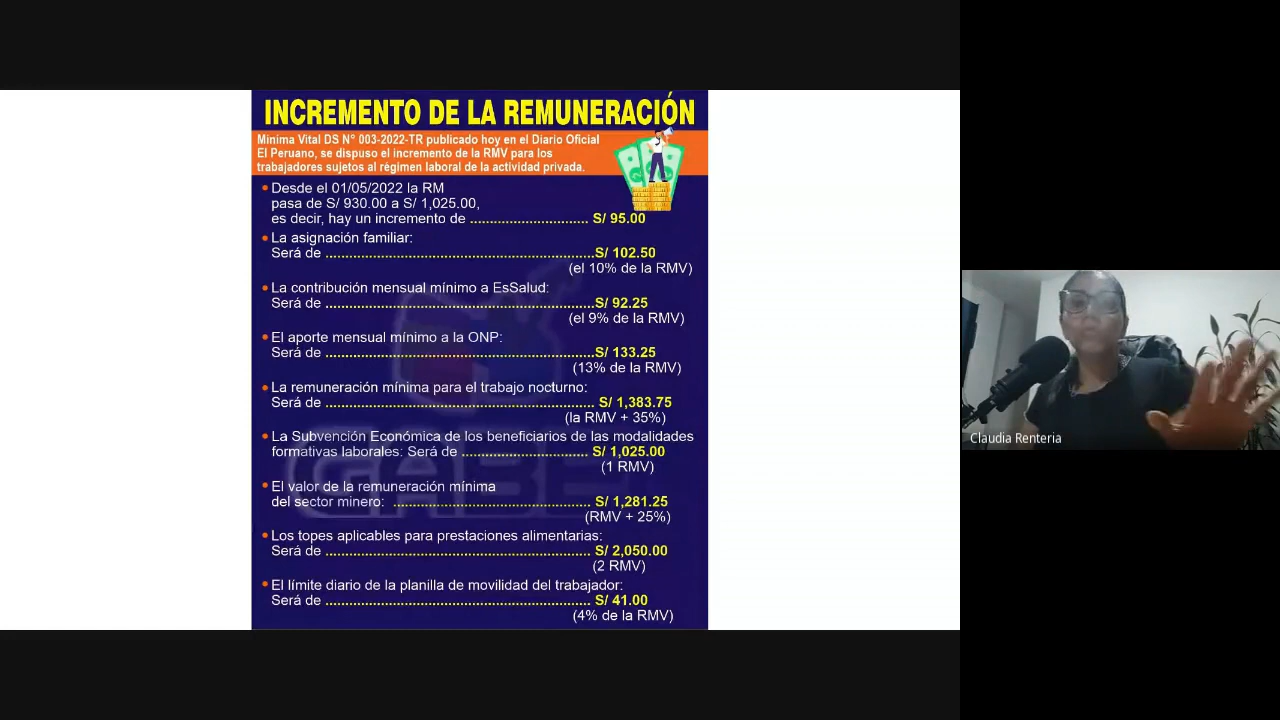 INCREMENTO DE LA REMUNERACIÓN
Mínima Vital DS N° 003-2022-TR publicado hoy en el Diario Oficial
El Peruano, se dispuso el incremento de la RMV para los
trabajadores sujetos al régimen laboral de la actividad privada.
• Desde el 01/05/2022 la RM
pasa de S/ 930.00 a S/ 1,025.00,
es decir, hay un incremento de .............................. S/ 95.00
• La asignación familiar:
Será de ...................................................................S/ 102.50
(el 10% de la RMV)
• La contribución mensual mínimo a EsSalud:
Será de ...................................................................S/ 92.25
(el 9% de la RMV)
• El aporte mensual mínimo a la ONP:
Será de ...................................................................S/ 133.25
(13% de la RMV)
• La remuneración mínima para el trabajo nocturno:
Será de ................................................................... S/ 1,383.75
(la RMV + 35%)
• La Subvención Económica de los beneficiarios de las modalidades
formativas laborales: Será de ................................ S/ 1,025.00
(1 RMV)
• El valor de la remuneración mínima
del sector minero: .................................................. S/ 1,281.25
(RMV + 25%)
• Los topes aplicables para prestaciones alimentarias:
Será de ................................................................... S/ 2,050.00
(2 RMV)
• El límite diario de la planilla de movilidad del trabajador:
Será de ................................................................... S/ 41.00
(4% de la RMV)
Claudia Renteria